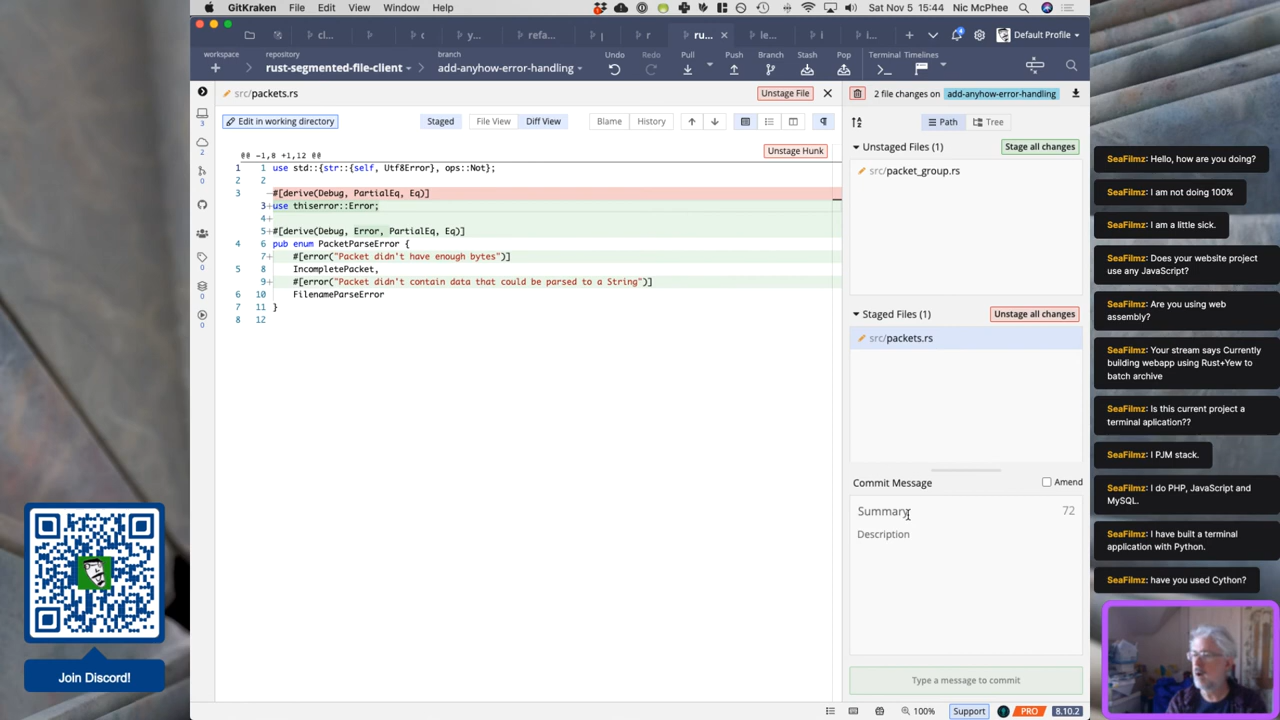 GitKraken File Edit View Window Help
Sat Nov 5 15:44 Nic McPhee
cl...
y...
refa...
r
ru...
le...
i
i...
Default Profile
workspace
repository
rust-segmented-file-client
branch
add-anyhow-error-handling
Undo Redo Pull Push Branch Stash Pop Terminal Timelines
3
2
0
0
0
0
src/packets.rs
Unstage File
Edit in working directory
Staged File View Diff View Blame History
@@ -1,8 +1,12 @@
Unstage Hunk
1 1 use std::{str::{self, Utf8Error}, ops::Not};
2 2
3 -#[derive(Debug, PartialEq, Eq)]
3+use thiserror::Error;
4+
5+#[derive(Debug, Error, PartialEq, Eq)]
4 6 pub enum PacketParseError {
7+ #[error("Packet didn't have enough bytes")]
5 8 IncompletePacket,
9+ #[error("Packet didn't contain data that could be parsed to a String")]
6 10 FilenameParseError
7 11 }
8 12
2 file changes on add-anyhow-error-handling
Path Tree
Unstaged Files (1)
Stage all changes
src/packet_group.rs
Staged Files (1)
Unstage all changes
src/packets.rs
Commit Message
Amend
Summary
72
Description
Type a message to commit
100%
Support
PRO
8.10.2
SeaFilmz: Hello, how are you doing?
SeaFilmz: I am not doing 100%
SeaFilmz: I am a little sick.
SeaFilmz: Does your website project
use any JavaScript?
SeaFilmz: Are you using web
assembly?
SeaFilmz: Your stream says Currently
building webapp using Rust+Yew to
batch archive
SeaFilmz: Is this current project a
terminal aplication??
SeaFilmz: I PJM stack.
SeaFilmz: I do PHP, JavaScript and
MySQL.
SeaFilmz: I have built a terminal
application with Python.
SeaFilmz: have you used Cython?
Join Discord!